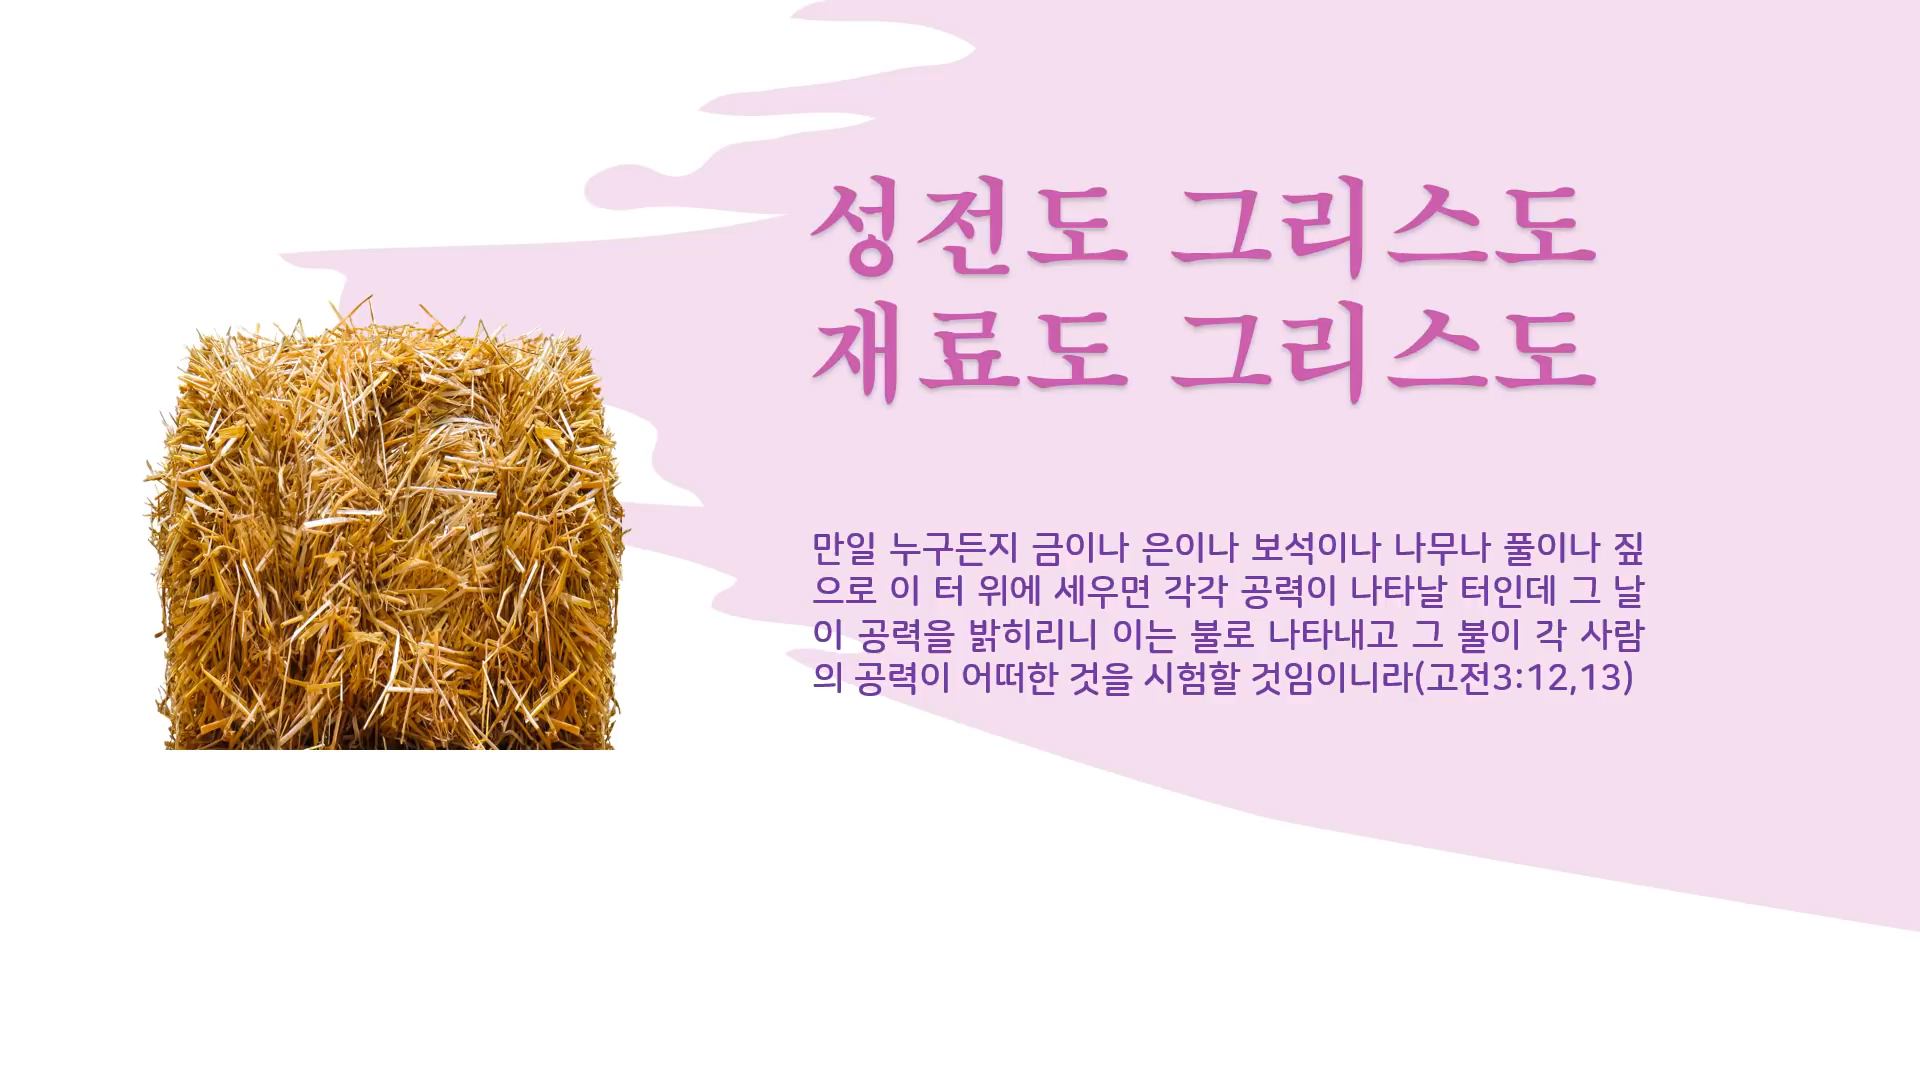 성전도 그리스도
재료도 그리스도
만일 누구든지 금이나 은이나 보석이나 나무나 풀이나 짚
으로 이 터 위에 세우면 각각 공력이 나타날 터인데 그 날
이 공력을 밝히리니 이는 불로 나타내고 그 불이 각 사람
의 공력이 어떠한 것을 시험할 것임이니라(고전3:12,13)